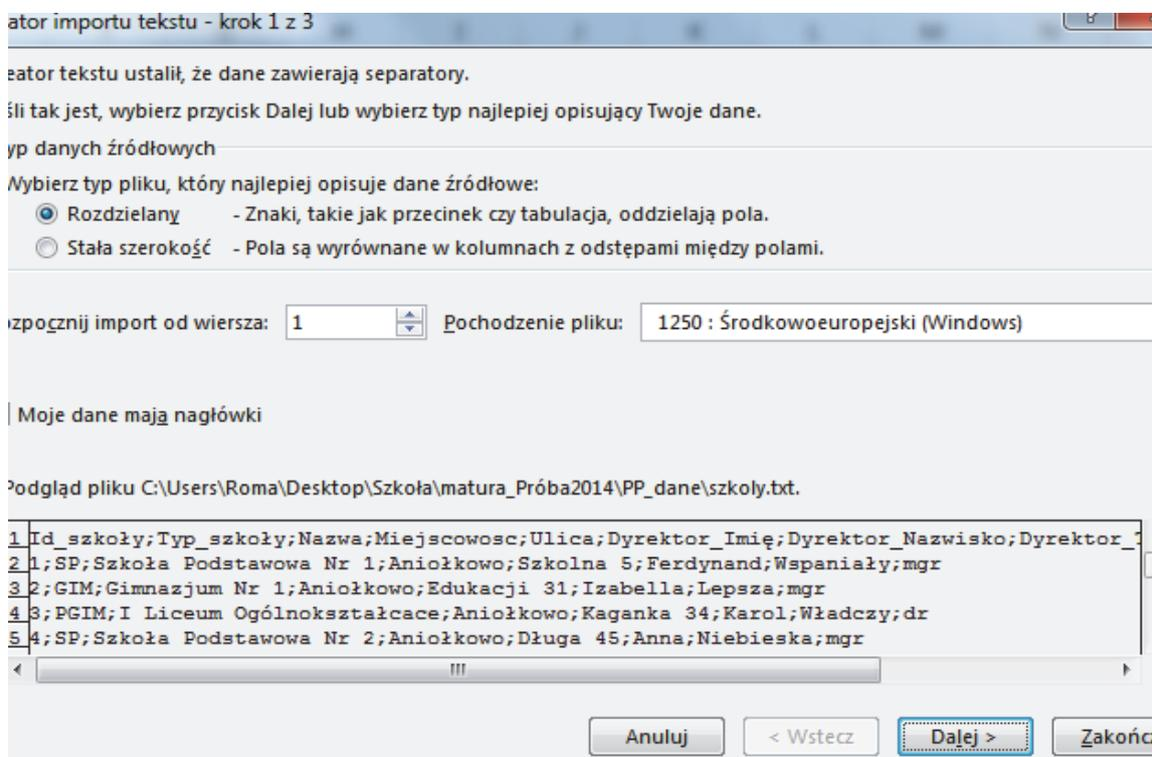 ator importu tekstu - krok 1 z 3
eator tekstu ustalił, że dane zawierają separatory.
śli tak jest, wybierz przycisk Dalej lub wybierz typ najlepiej opisujący Twoje dane.
yp danych źródłowych
Wybierz typ pliku, który najlepiej opisuje dane źródłowe:
Rozdzielany - Znaki, takie jak przecinek czy tabulacja, oddzielają pola.
Stała szerokość - Pola są wyrównane w kolumnach z odstępami między polami.
ozpocznij import od wiersza: 1 Pochodzenie pliku: 1250 : Środkowoeuropejski (Windows)
Moje dane mają nagłówki
Podgląd pliku C:\Users\Roma\Desktop\Szkoła\matura_Próba2014\PP_dane\szkoly.txt.
1 Id_szkoły;Typ_szkoły;Nazwa;Miejscowosc;Ulica;Dyrektor_Imię;Dyrektor_Nazwisko;Dyrektor_T
2 1;SP;Szkoła Podstawowa Nr 1;Aniołkowo;Szkolna 5;Ferdynand;Wspaniały;mgr
3 2;GIM;Gimnazjum Nr 1;Aniołkowo;Edukacji 31;Izabella;Lepsza;mgr
4 3;PGIM;I Liceum Ogólnokształcace;Aniołkowo;Kaganka 34;Karol;Władczy;dr
5 4;SP;Szkoła Podstawowa Nr 2;Aniołkowo;Długa 45;Anna;Niebieska;mgr
Anuluj < Wstecz Dalej > Zakończ